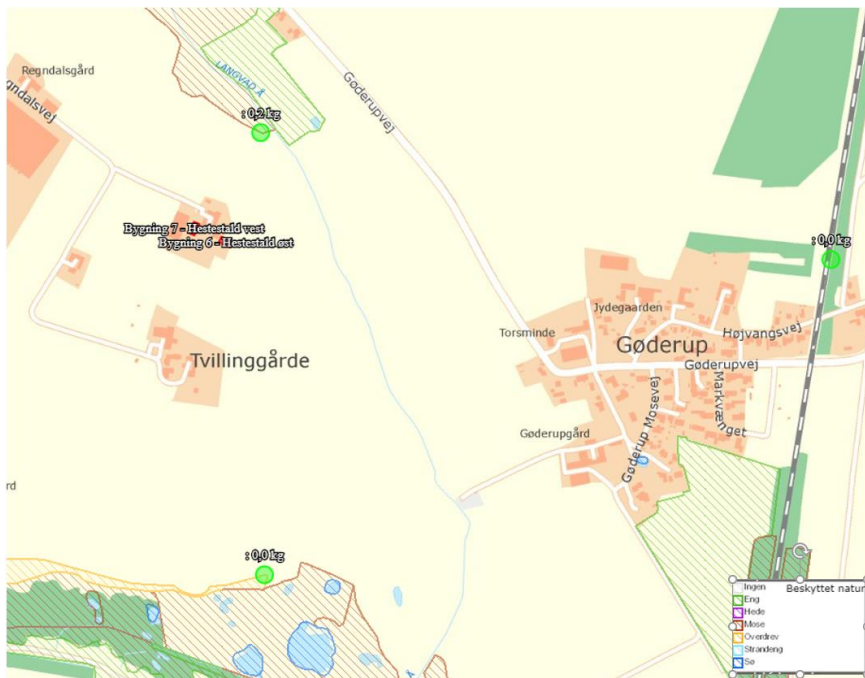 Regndalsgård
gndalsvej
LANGVAD Å
: 0,2 kg
Gøderupvej
Bygning 7 - Hestestald vest
Bygning 6 - Hestestald øst
: 0,0 kg
Jydegaarden
Torsminde
Højvangsvej
Gøderup
Tvillinggårde
Gøderupvej
Markvænget
Gøderup Mosevej
Gøderupgård
rd
: 0,0 kg
Å
Beskyttet natur
Ingen
Eng
Hede
Mose
Overdrev
Strandeng
Sø